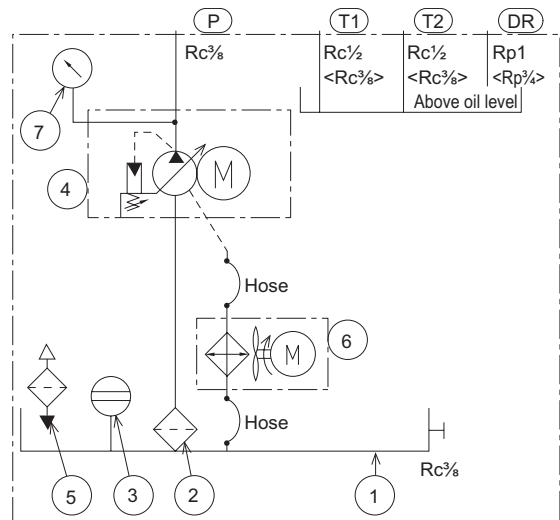 P T1 T2 DR
Rc⅜ Rc½ Rc½ Rp1
<Rc⅜> <Rc⅜> <Rp¾>
Above oil level
7
M
4
Hose
6
M
Hose
5 3 2 1 Rc⅜